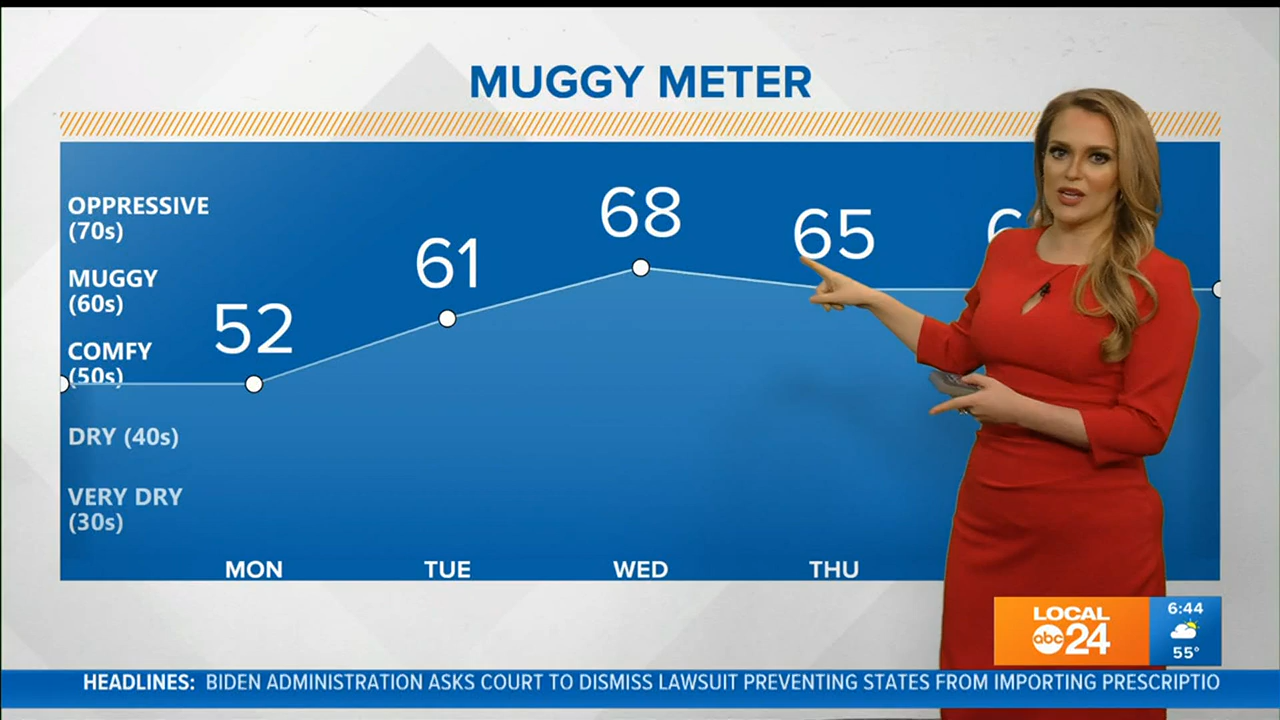 MUGGY METER
OPPRESSIVE
(70s)
MUGGY
(60s)
COMFY
(50s)
DRY (40s)
VERY DRY
(30s)
52
61
68
65
MON
TUE
WED
THU
LOCAL
abc 24
6:44
55°
HEADLINES: BIDEN ADMINISTRATION ASKS COURT TO DISMISS LAWSUIT PREVENTING STATES FROM IMPORTING PRESCRIPTIO